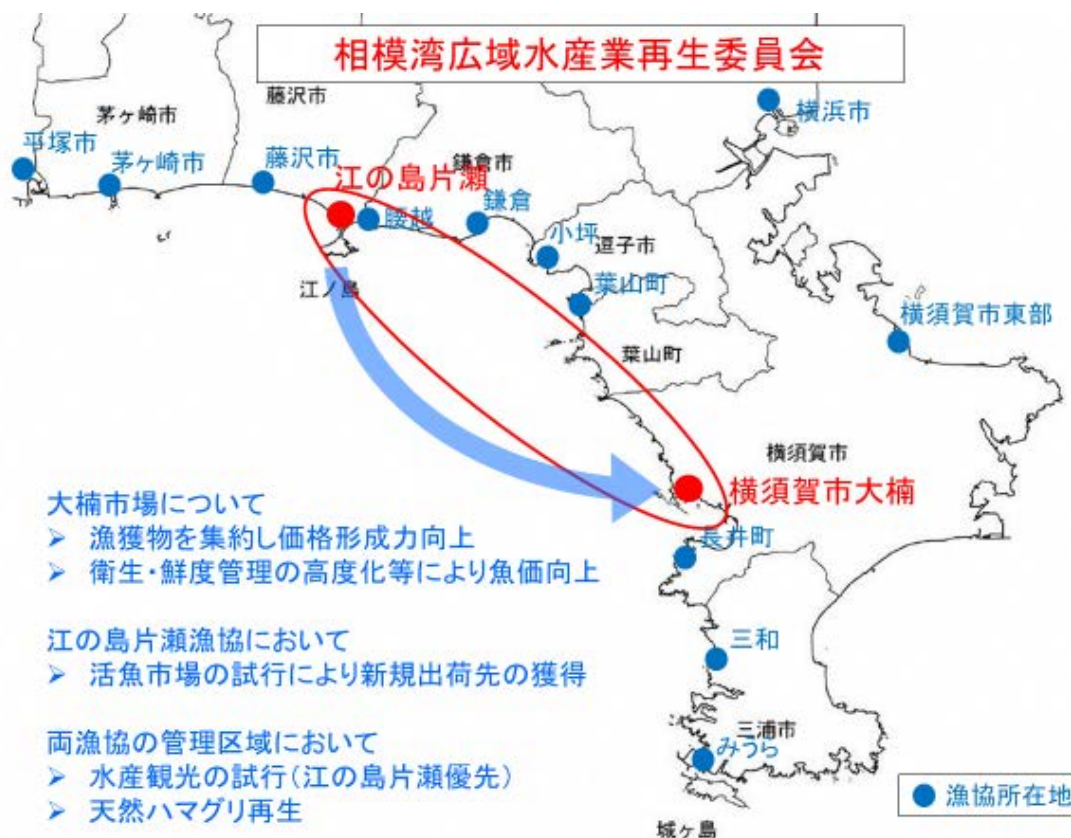 相模湾広域水産業再生委員会
藤沢市
茅ヶ崎市
横浜市
平塚市
茅ヶ崎市
藤沢市
鎌倉市
江の島片瀬
腰越
鎌倉
小坪
逗子市
江ノ島
葉山町
横須賀市東部
葉山町
横須賀市
横須賀市大楠
大楠市場について
➢ 漁獲物を集約し価格形成力向上
➢ 衛生・鮮度管理の高度化等により魚価向上
長井町
江の島片瀬漁協において
➢ 活魚市場の試行により新規出荷先の獲得
三和
両漁協の管理区域において
➢ 水産観光の試行(江の島片瀬優先)
➢ 天然ハマグリ再生
三浦市
みうら
城ヶ島
漁協所在地